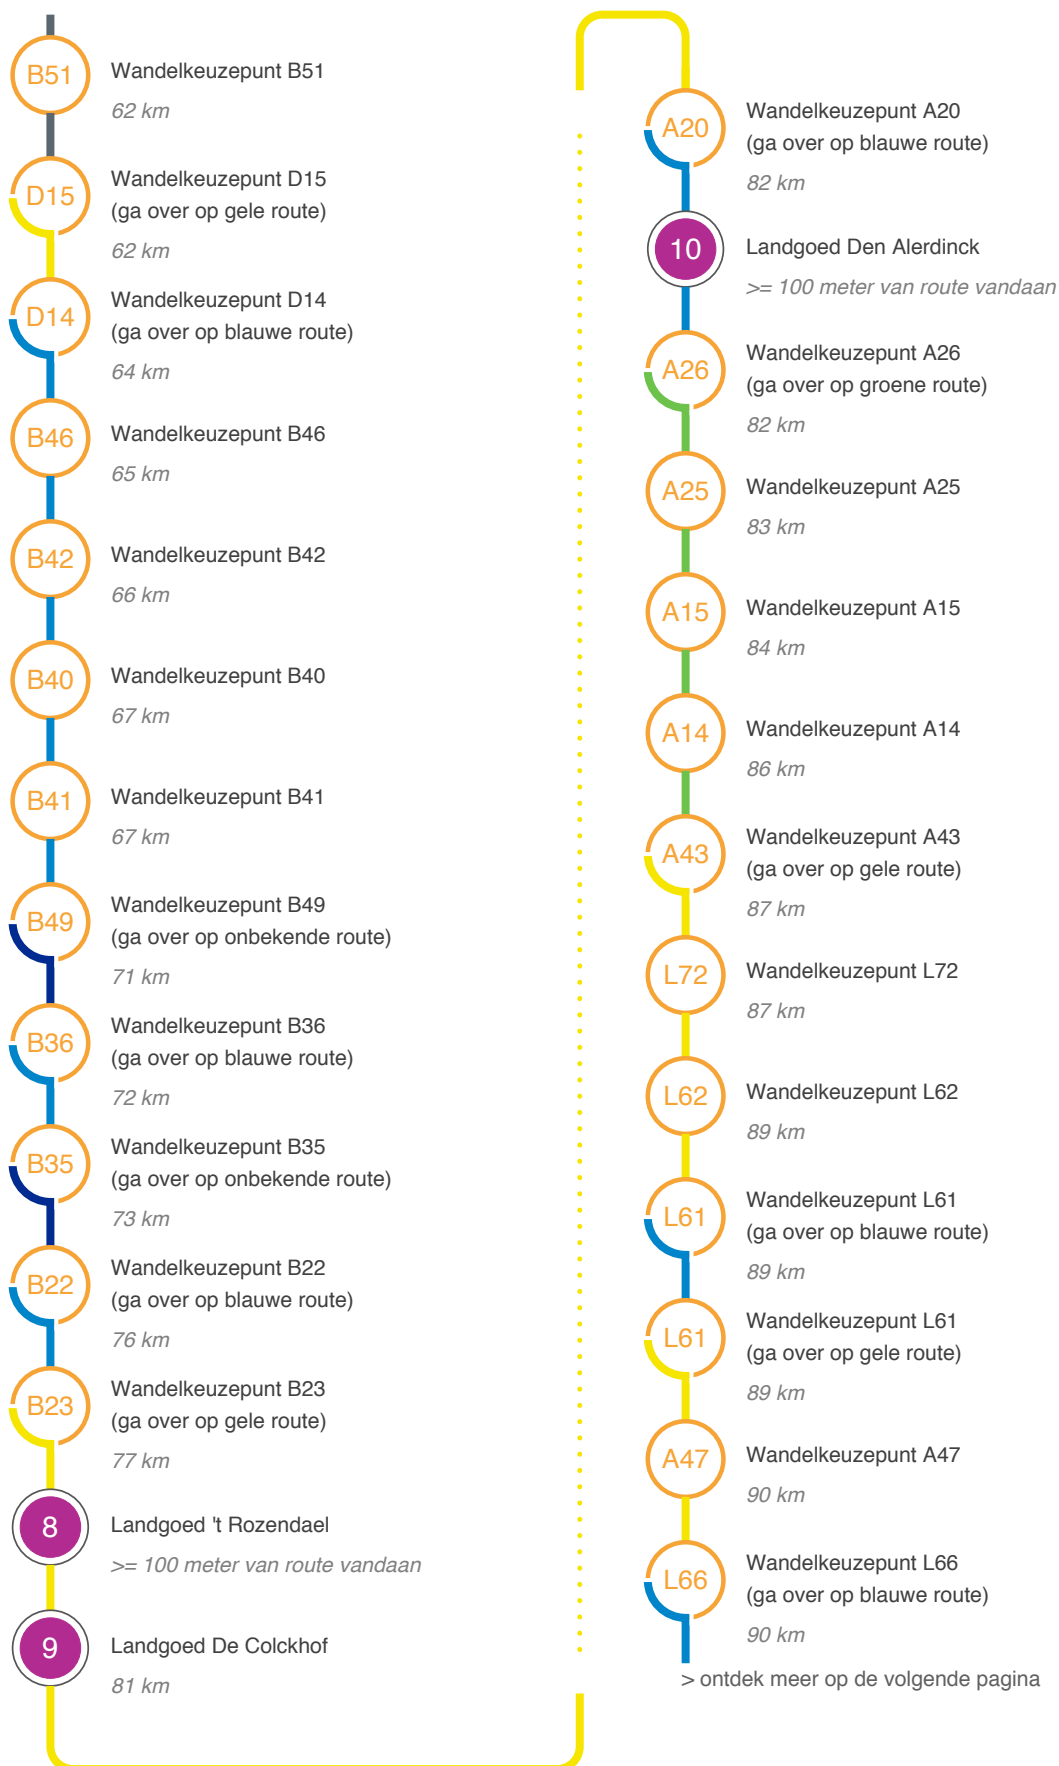 B51
Wandelkeuzepunt B51
62 km
D15
Wandelkeuzepunt D15
(ga over op gele route)
62 km
D14
Wandelkeuzepunt D14
(ga over op blauwe route)
64 km
B46
Wandelkeuzepunt B46
65 km
B42
Wandelkeuzepunt B42
66 km
B40
Wandelkeuzepunt B40
67 km
B41
Wandelkeuzepunt B41
67 km
B49
Wandelkeuzepunt B49
(ga over op onbekende route)
71 km
B36
Wandelkeuzepunt B36
(ga over op blauwe route)
72 km
B35
Wandelkeuzepunt B35
(ga over op onbekende route)
73 km
B22
Wandelkeuzepunt B22
(ga over op blauwe route)
76 km
B23
Wandelkeuzepunt B23
(ga over op gele route)
77 km
8
Landgoed 't Rozendael
>= 100 meter van route vandaan
9
Landgoed De Colckhof
81 km
A20
Wandelkeuzepunt A20
(ga over op blauwe route)
82 km
10
Landgoed Den Alerdinck
>= 100 meter van route vandaan
A26
Wandelkeuzepunt A26
(ga over op groene route)
82 km
A25
Wandelkeuzepunt A25
83 km
A15
Wandelkeuzepunt A15
84 km
A14
Wandelkeuzepunt A14
86 km
A43
Wandelkeuzepunt A43
(ga over op gele route)
87 km
L72
Wandelkeuzepunt L72
87 km
L62
Wandelkeuzepunt L62
89 km
L61
Wandelkeuzepunt L61
(ga over op blauwe route)
89 km
L61
Wandelkeuzepunt L61
(ga over op gele route)
89 km
A47
Wandelkeuzepunt A47
90 km
L66
Wandelkeuzepunt L66
(ga over op blauwe route)
90 km
> ontdek meer op de volgende pagina